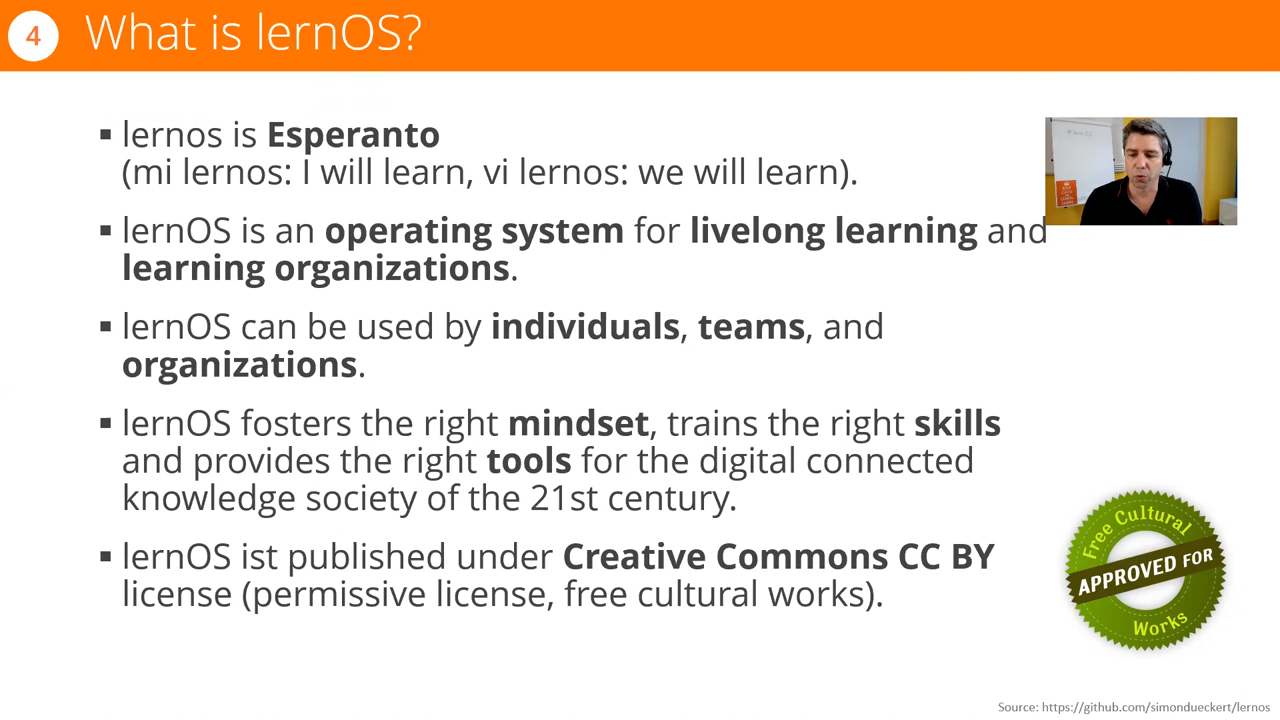 4 What is lernOS?
lernos is Esperanto
(mi lernos: I will learn, vi lernos: we will learn).
lernOS is an operating system for livelong learning and
learning organizations.
lernOS can be used by individuals, teams, and
organizations.
lernOS fosters the right mindset, trains the right skills
and provides the right tools for the digital connected
knowledge society of the 21st century.
lernOS ist published under Creative Commons CC BY
license (permissive license, free cultural works).
Free Cultural
APPROVED FOR
Works
Source: https://github.com/simondueckert/lernos